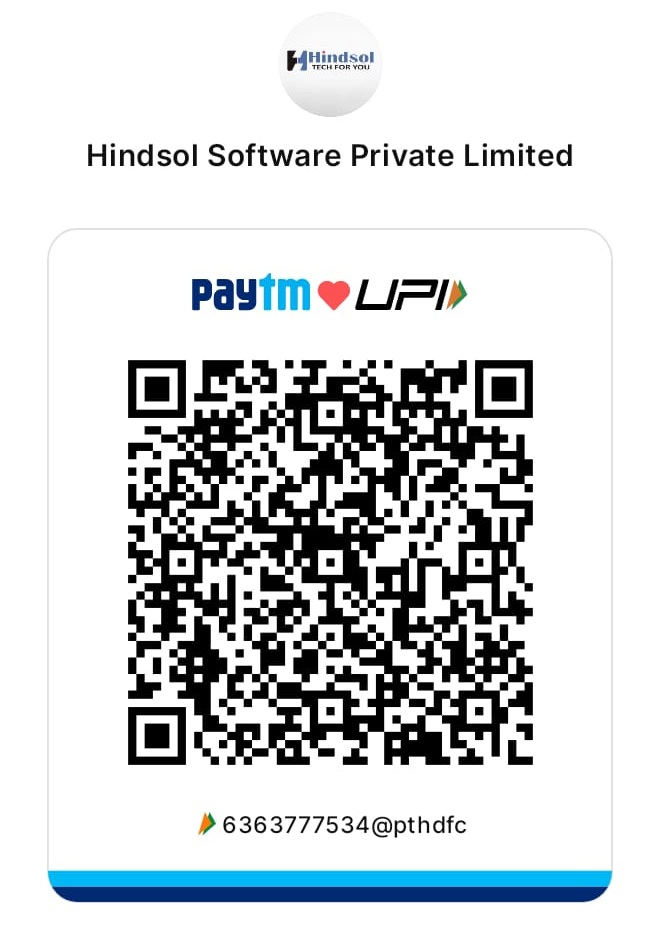 Hindsol
TECH FOR YOU
Hindsol Software Private Limited
paytm UPI
6363777534@pthdfc